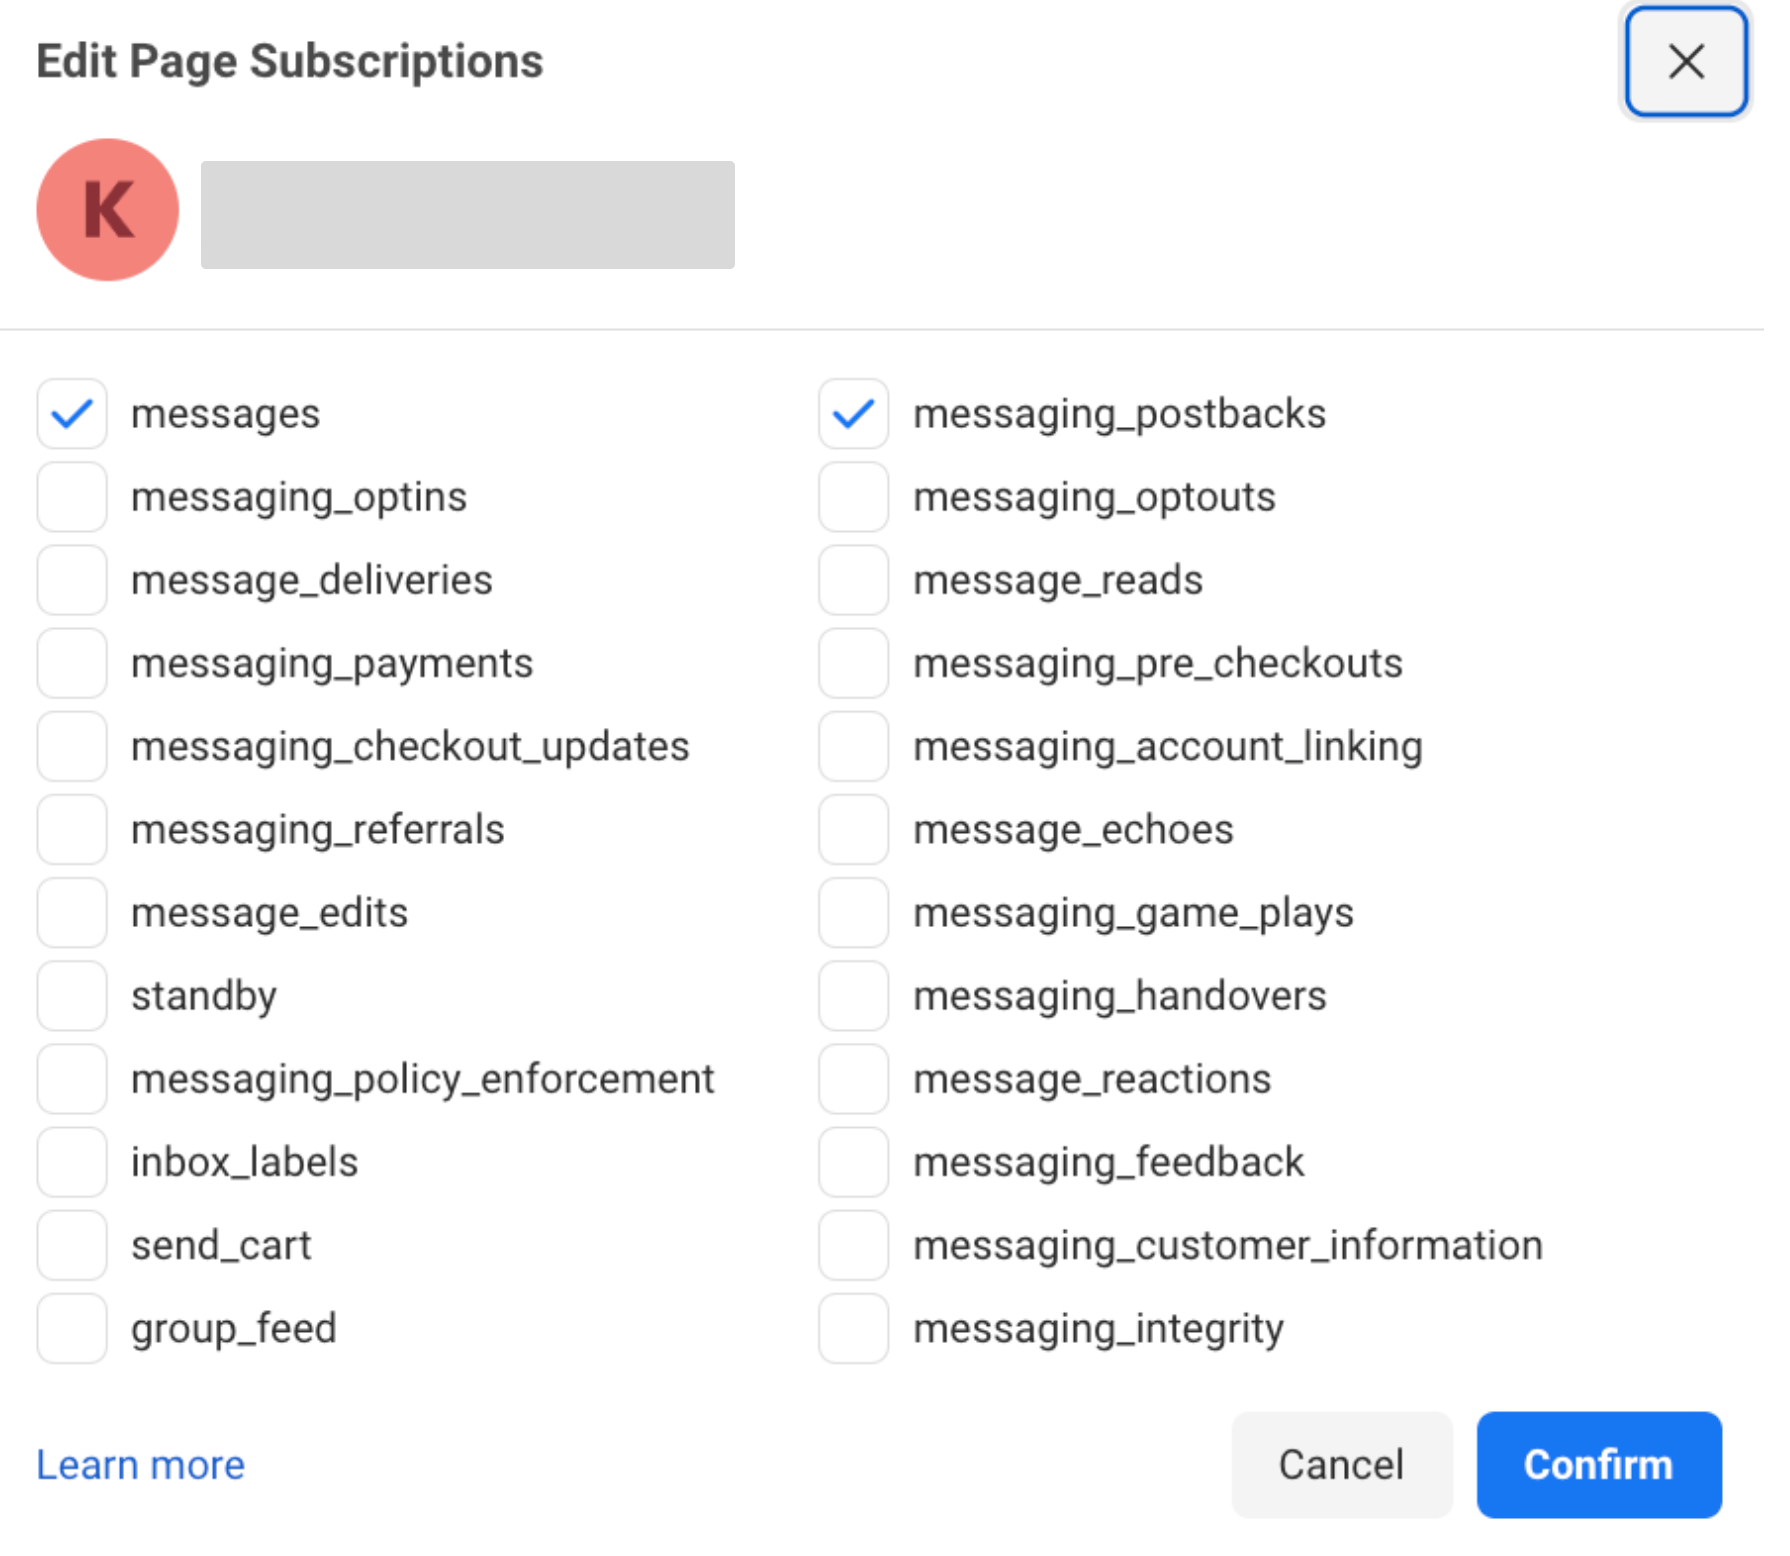 Edit Page Subscriptions
K
messages messaging_postbacks
messaging_optins messaging_optouts
message_deliveries message_reads
messaging_payments messaging_pre_checkouts
messaging_checkout_updates messaging_account_linking
messaging_referrals message_echoes
message_edits messaging_game_plays
standby messaging_handovers
messaging_policy_enforcement message_reactions
inbox_labels messaging_feedback
send_cart messaging_customer_information
group_feed messaging_integrity
Learn more Cancel Confirm